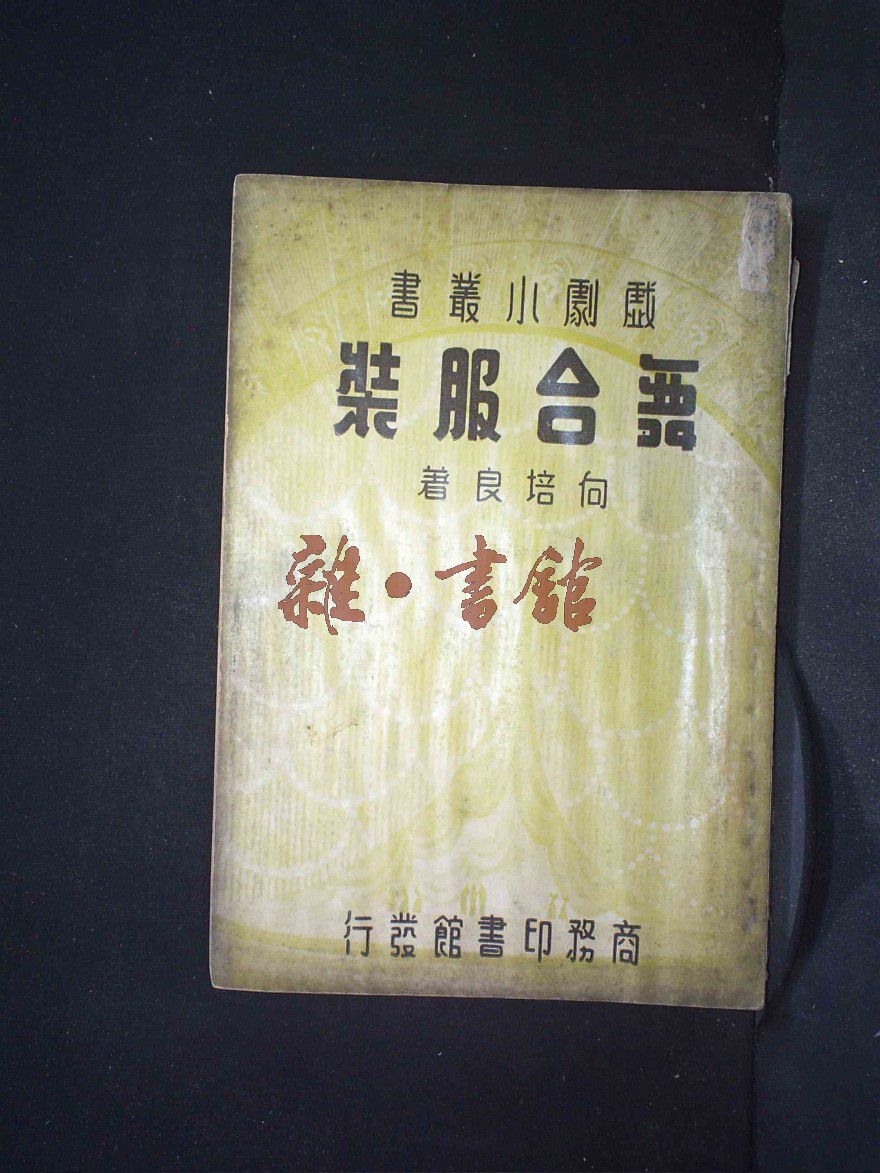 戲劇小叢書
舞台服裝
向培良著
雜·書館
商務印書館發行